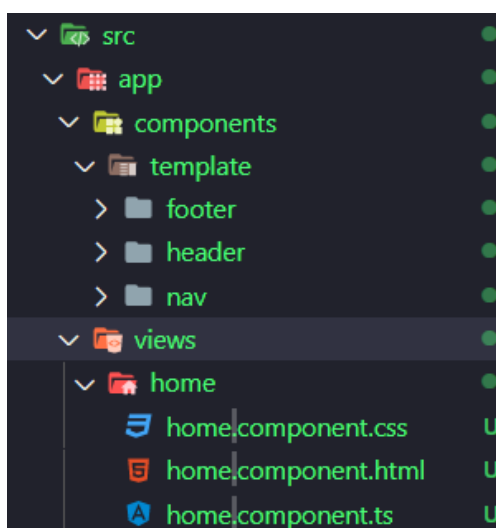 src
app
components
template
footer
header
nav
views
home
home.component.css U
home.component.html U
home.component.ts U